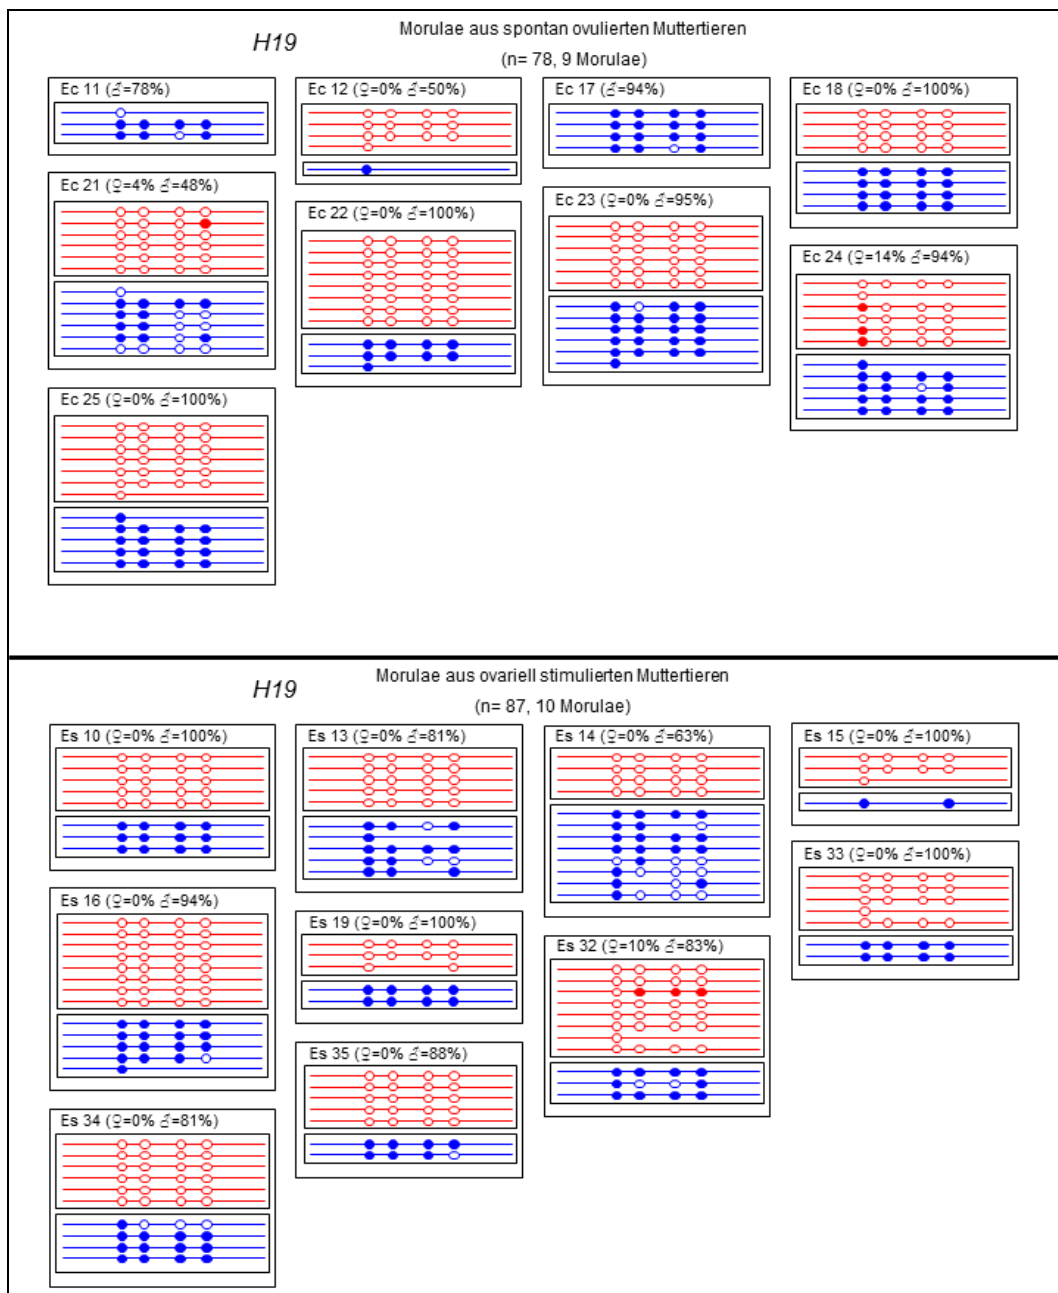 H19
Morulae aus spontan ovulierten Muttertieren
(n= 78, 9 Morulae)
Ec 11 (♂=78%)
Ec 12 (♀=0% ♂=50%)
Ec 17 (♂=94%)
Ec 18 (♀=0% ♂=100%)
Ec 21 (♀=4% ♂=48%)
Ec 22 (♀=0% ♂=100%)
Ec 23 (♀=0% ♂=95%)
Ec 24 (♀=14% ♂=94%)
Ec 25 (♀=0% ♂=100%)
H19
Morulae aus ovariell stimulierten Muttertieren
(n= 87, 10 Morulae)
Es 10 (♀=0% ♂=100%)
Es 13 (♀=0% ♂=81%)
Es 14 (♀=0% ♂=63%)
Es 15 (♀=0% ♂=100%)
Es 16 (♀=0% ♂=94%)
Es 19 (♀=0% ♂=100%)
Es 32 (♀=10% ♂=83%)
Es 33 (♀=0% ♂=100%)
Es 34 (♀=0% ♂=81%)
Es 35 (♀=0% ♂=88%)